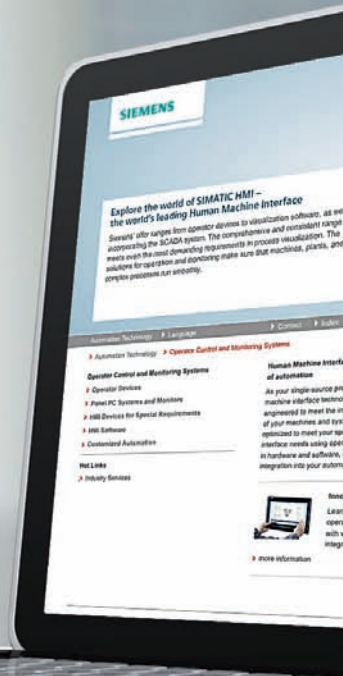 SIEMENS
Explore the world of SIMATIC HMI –
the world's leading Human Machine Interface
Siemens' offer ranges from operator devices to visualization software, as we
incorporating the SCADA system. The comprehensive and consistent range
meets even the most demanding requirements in process visualization. The
solutions for operation and monitoring make sure that machines, plants, and
complex processes run smoothly.
Automation Technology Language Contact Index
Automation Technology Operator Control and Monitoring Systems
Operator Control and Monitoring Systems
Operator Devices
Panel PC Systems and Monitors
HMI Devices for Special Requirements
HMI Software
Customized Automation
Hot Links
Industry Services
Human Machine Interfa
of automation
As your single-source pr
machine interface technol
engineered to meet the in
of your machines and sys
optimized to meet your sp
interface needs using ope
in hardware and software,
integration into your autom
Inno
Lear
oper
with v
integ
more information